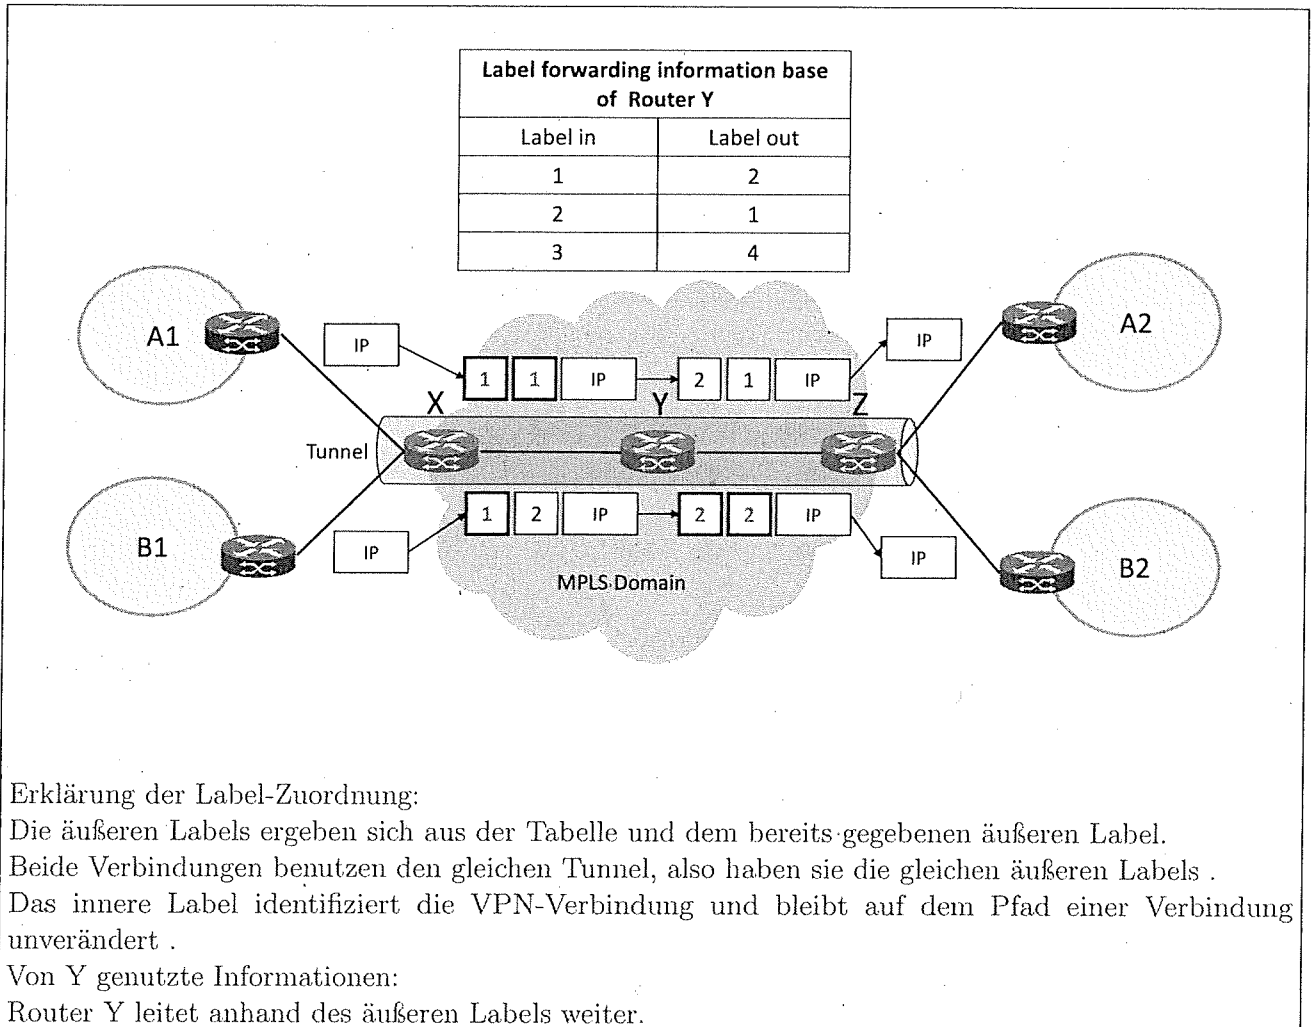 Label forwarding information base
of Router Y
Label in Label out
1 2
2 1
3 4
A1
A2
IP
IP
1 1 IP
2 1 IP
X
Y
Z
Tunnel
1 2 IP
2 2 IP
B1
B2
IP
IP
MPLS Domain
Erklärung der Label-Zuordnung:
Die äußeren Labels ergeben sich aus der Tabelle und dem bereits gegebenen äußeren Label.
Beide Verbindungen benutzen den gleichen Tunnel, also haben sie die gleichen äußeren Labels .
Das innere Label identifiziert die VPN-Verbindung und bleibt auf dem Pfad einer Verbindung
unverändert .
Von Y genutzte Informationen:
Router Y leitet anhand des äußeren Labels weiter.